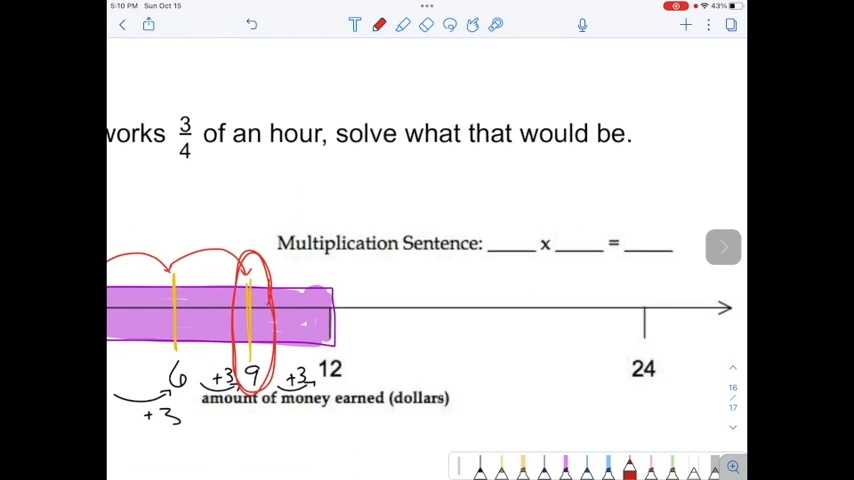 5:10 PM Sun Oct 15
43%
works 3/4 of an hour, solve what that would be.
Multiplication Sentence: _____ x _____ = _____
6 9 12 24
+3 +3 +3
amount of money earned (dollars)
16
/
17